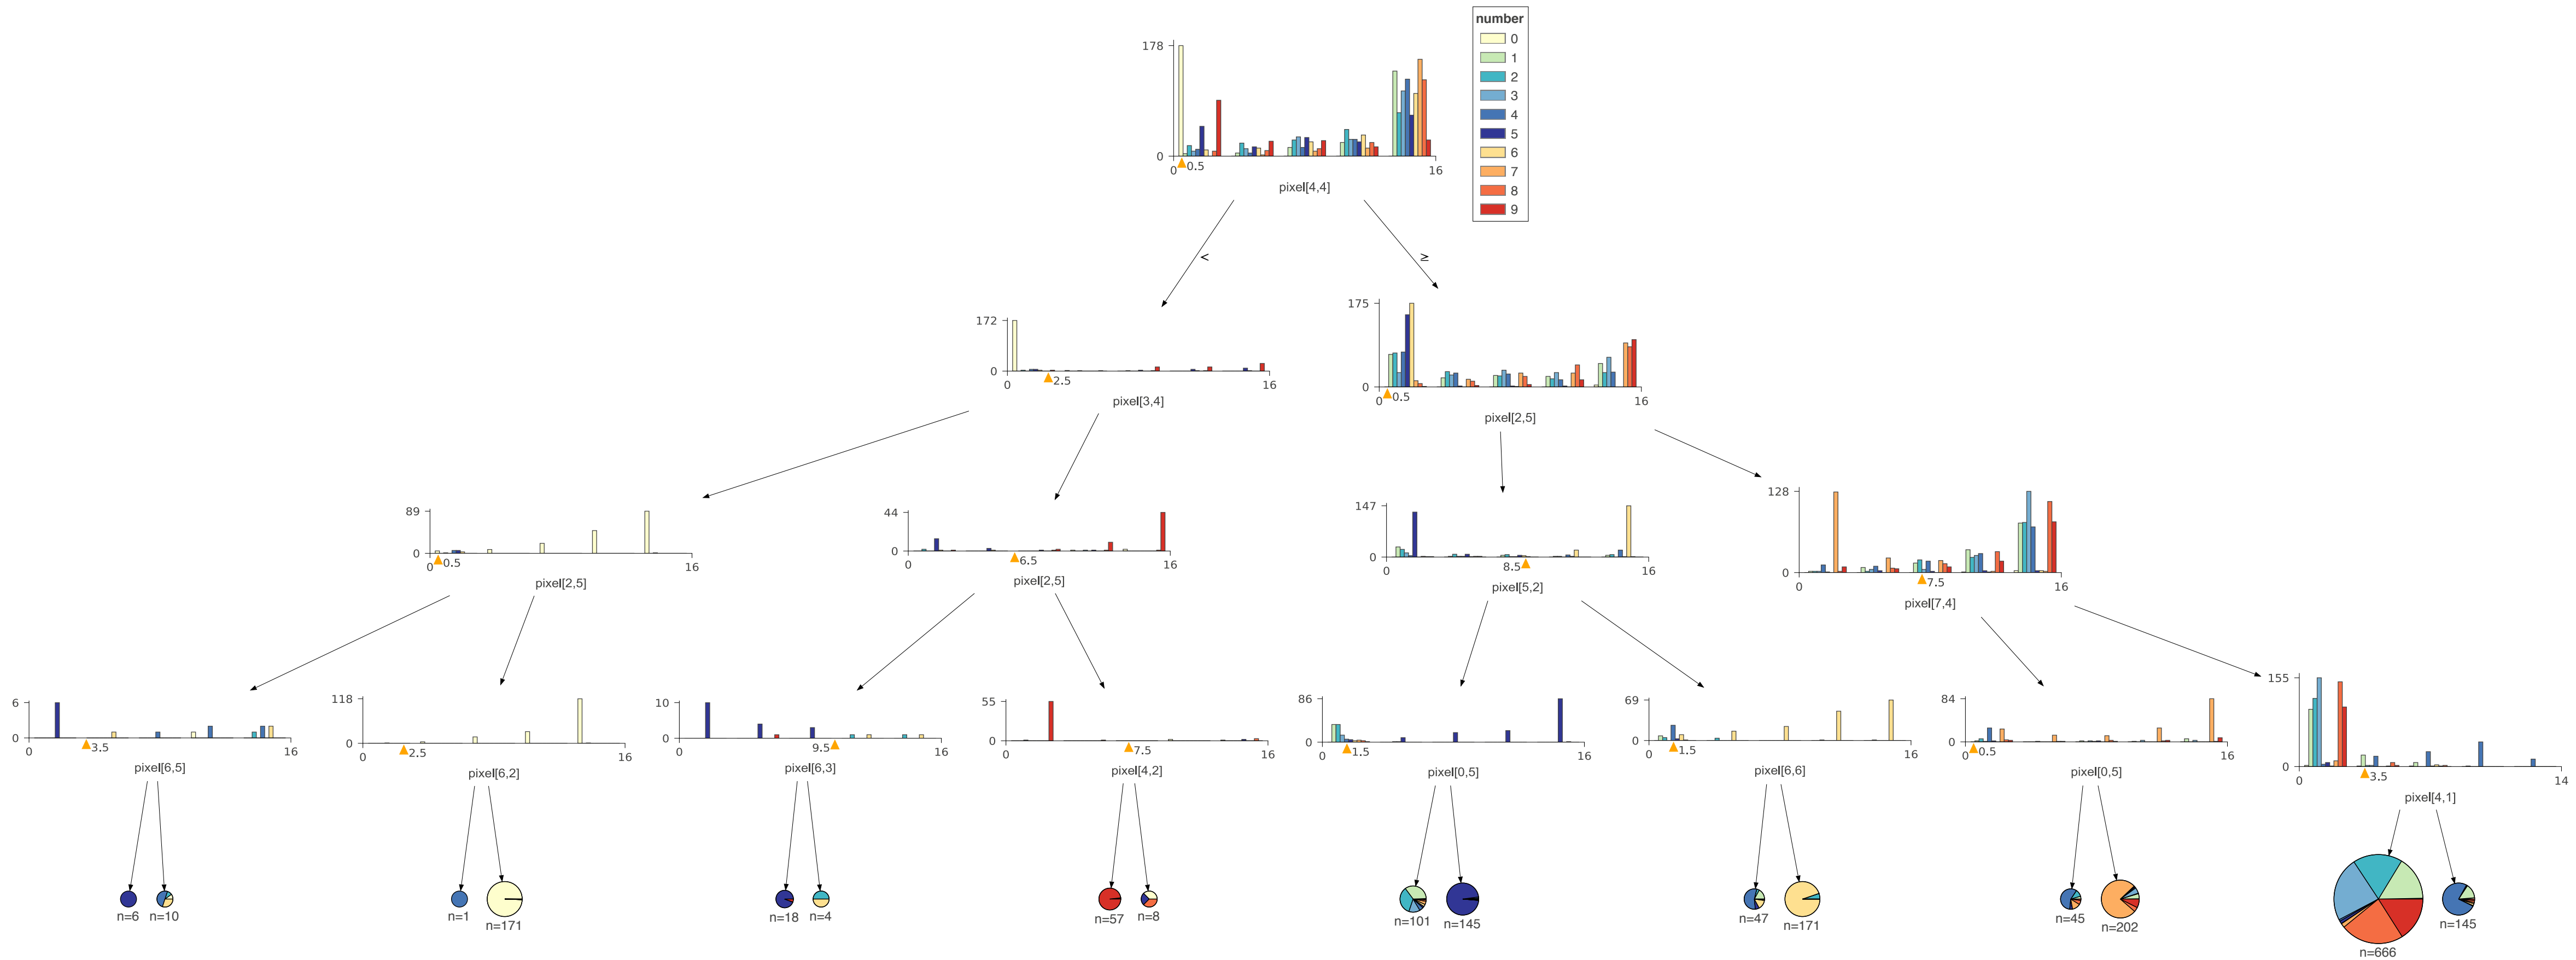 number
0
1
2
3
4
5
6
7
8
9
178
0
0
0.5
16
pixel[4,4]
<
≥
172
0
0
2.5
16
pixel[3,4]
175
0
0
0.5
16
pixel[2,5]
89
0
0
0.5
16
pixel[2,5]
44
0
0
6.5
16
pixel[2,5]
147
0
0
8.5
16
pixel[5,2]
128
0
0
7.5
16
pixel[7,4]
6
0
0
3.5
16
pixel[6,5]
118
0
0
2.5
16
pixel[6,2]
10
0
0
9.5
16
pixel[6,3]
55
0
0
7.5
16
pixel[4,2]
86
0
0
1.5
16
pixel[0,5]
69
0
0
1.5
16
pixel[6,6]
84
0
0
0.5
16
pixel[0,5]
155
0
0
3.5
14
pixel[4,1]
n=6
n=10
n=1
n=171
n=18
n=4
n=57
n=8
n=101
n=145
n=47
n=171
n=45
n=202
n=666
n=145